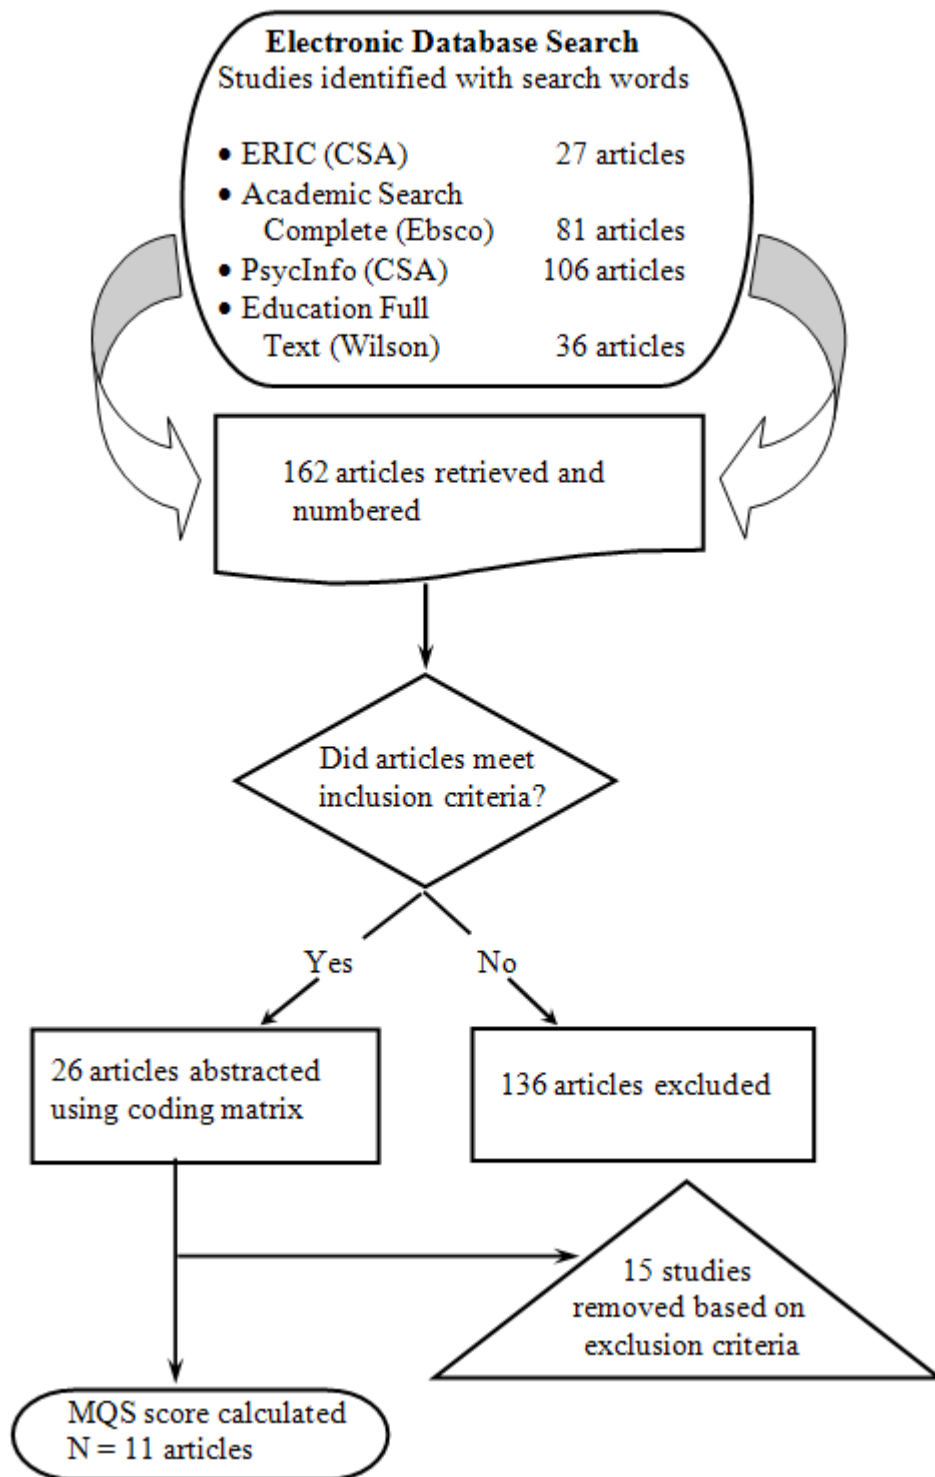 Electronic Database Search
Studies identified with search words
• ERIC (CSA) 27 articles
• Academic Search
Complete (Ebsco) 81 articles
• PsycInfo (CSA) 106 articles
• Education Full
Text (Wilson) 36 articles
162 articles retrieved and
numbered
Did articles meet
inclusion criteria?
Yes No
26 articles abstracted
using coding matrix
136 articles excluded
15 studies
removed based on
exclusion criteria
MQS score calculated
N = 11 articles